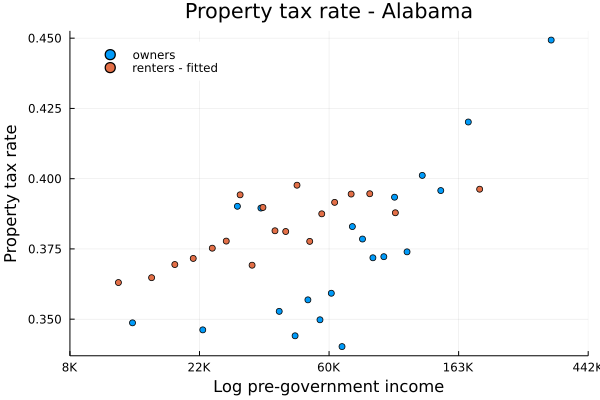 Property tax rate - Alabama
owners
renters - fitted
Property tax rate
0.450
0.425
0.400
0.375
0.350
8K 22K 60K 163K 442K
Log pre-government income